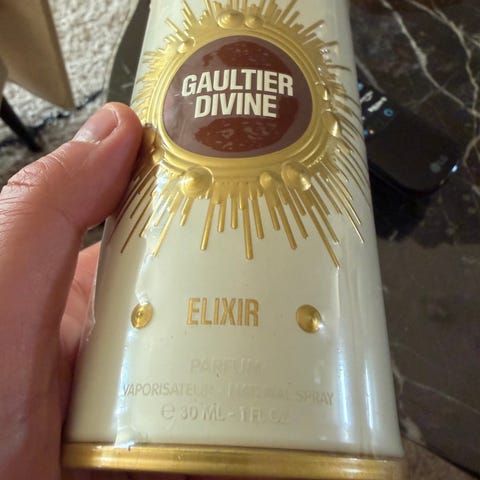 GAULTIER
DIVINE
ELIXIR
PARFUM
VAPORISATEUR - NATURAL SPRAY
℮ 30 ML - 1 FL OZ